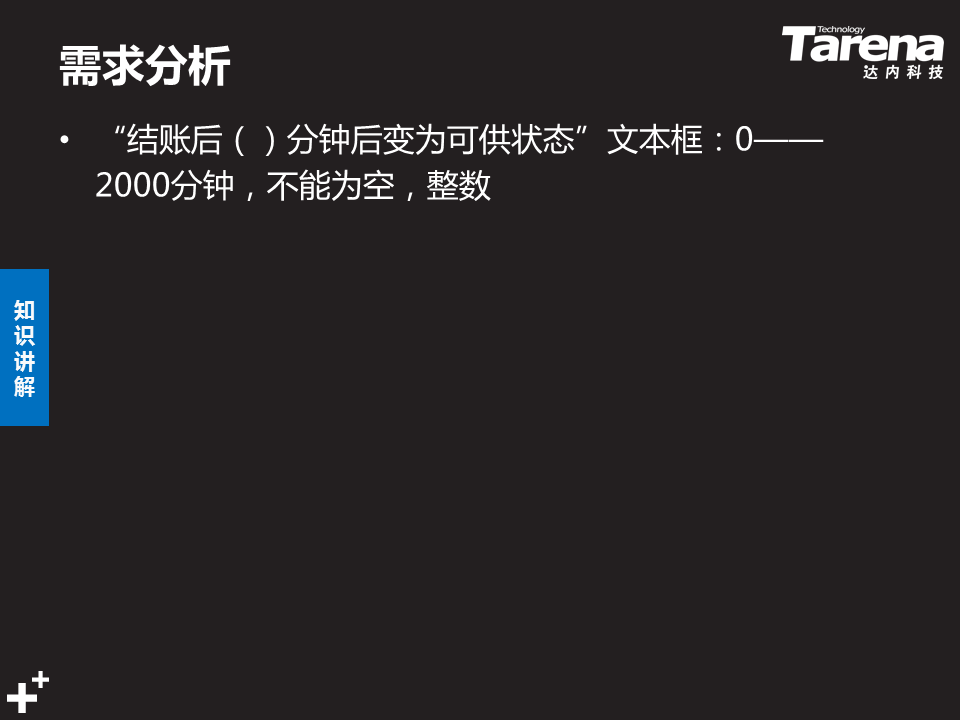 需求分析
Technology
Tarena
达内科技
• “结账后（ ）分钟后变为可供状态”文本框：0——
2000分钟，不能为空，整数
知
识
讲
解